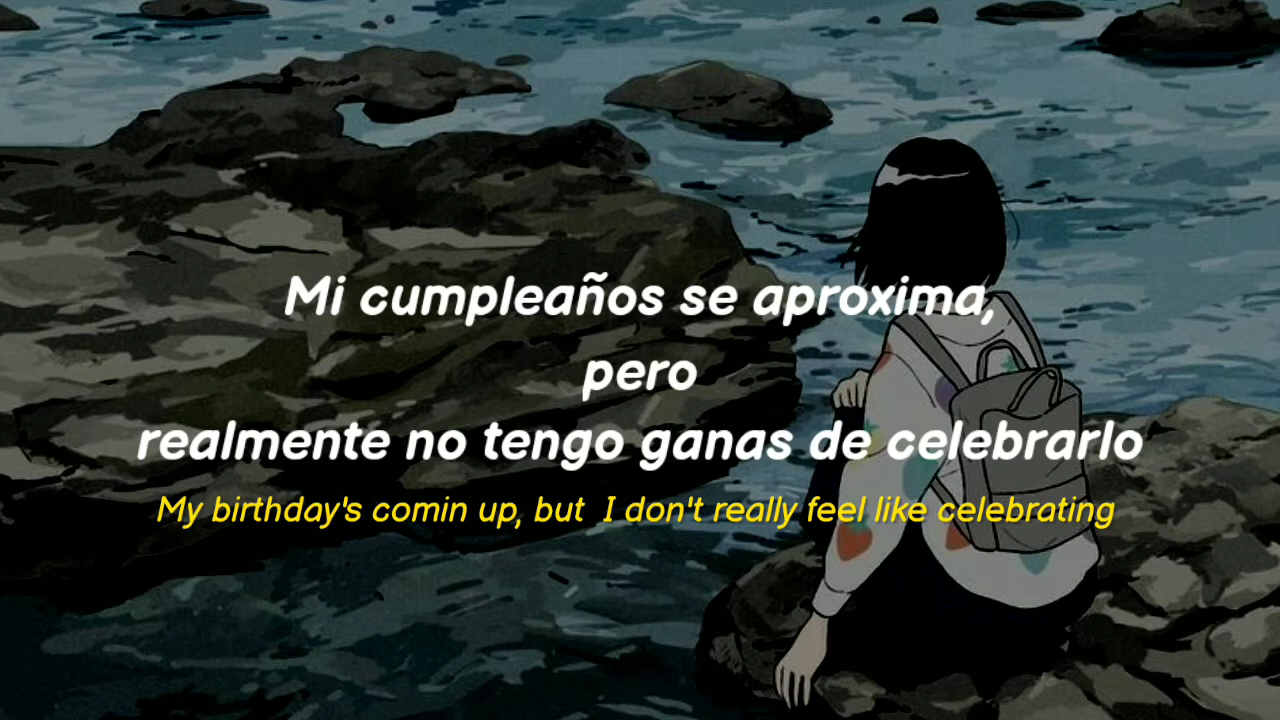 Mi cumpleaños se aproxima,
pero
realmente no tengo ganas de celebrarlo
My birthday's comin up, but I don't really feel like celebrating